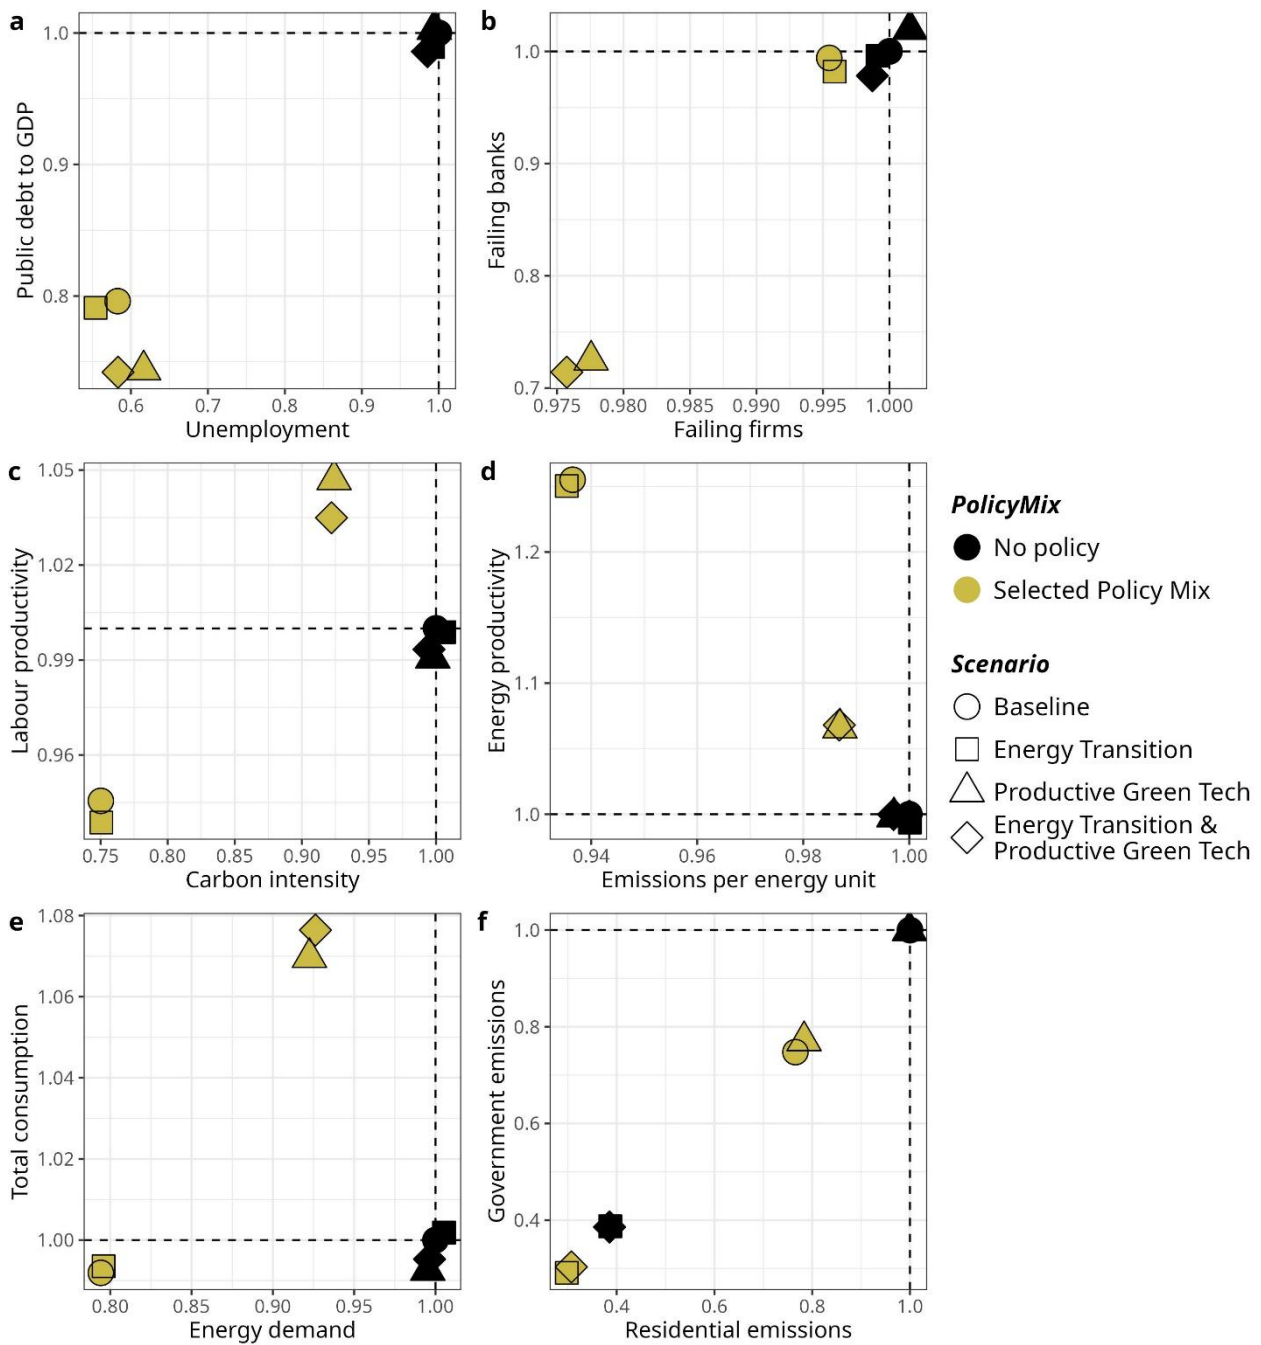 a
1.0
0.9
0.8
Public debt to GDP
0.6 0.7 0.8 0.9 1.0
Unemployment
b
1.0
0.9
0.8
0.7
Failing banks
0.975 0.980 0.985 0.990 0.995 1.000
Failing firms
c
1.05
1.02
0.99
0.96
Labour productivity
0.75 0.80 0.85 0.90 0.95 1.00
Carbon intensity
d
1.2
1.1
1.0
Energy productivity
0.94 0.96 0.98 1.00
Emissions per energy unit
e
1.08
1.06
1.04
1.02
1.00
Total consumption
0.80 0.85 0.90 0.95 1.00
Energy demand
f
1.0
0.8
0.6
0.4
Government emissions
0.4 0.6 0.8 1.0
Residential emissions
PolicyMix
No policy
Selected Policy Mix
Scenario
Baseline
Energy Transition
Productive Green Tech
Energy Transition &
Productive Green Tech